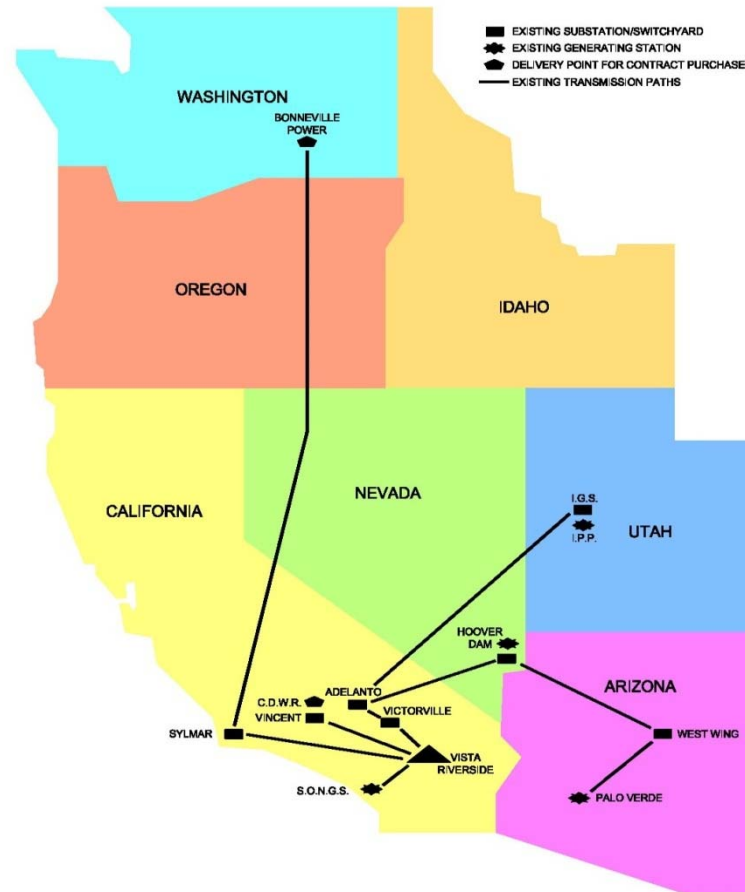 EXISTING SUBSTATION/SWITCHYARD
EXISTING GENERATING STATION
DELIVERY POINT FOR CONTRACT PURCHASE
EXISTING TRANSMISSION PATHS
WASHINGTON
BONNEVILLE
POWER
OREGON
IDAHO
CALIFORNIA
NEVADA
I.G.S.
I.P.P.
UTAH
HOOVER
DAM
ARIZONA
ADELANTO
C.D.W.R.
VINCENT
VICTORVILLE
SYLMAR
WEST WING
VISTA
RIVERSIDE
S.O.N.G.S.
PALO VERDE